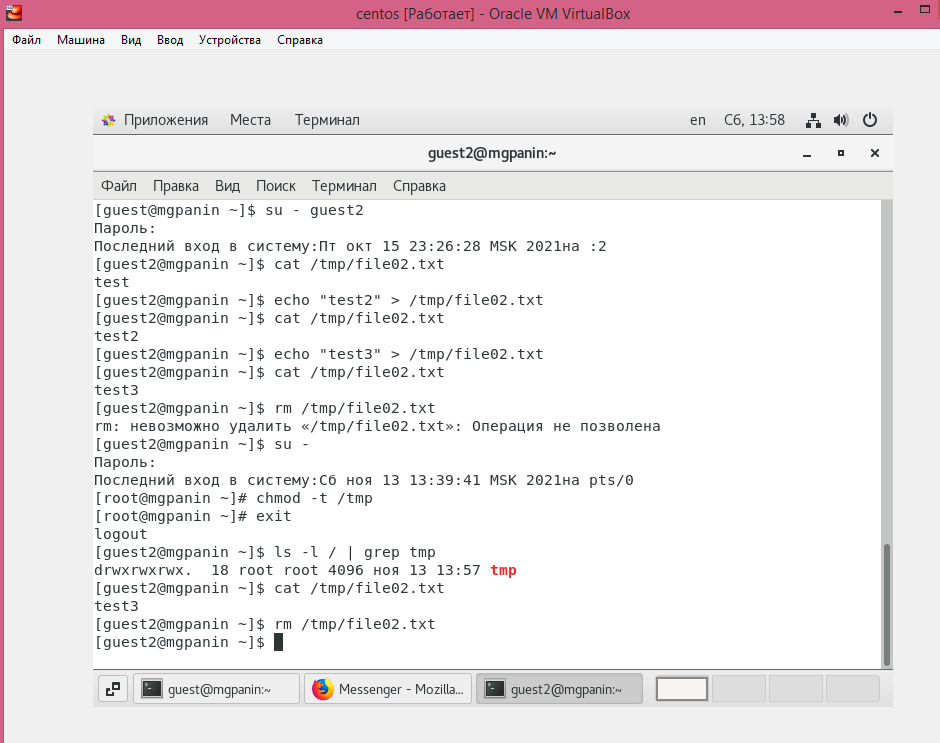 centos [Работает] - Oracle VM VirtualBox
Файл Машина Вид Ввод Устройства Справка
Приложения Места Терминал en Сб, 13:58
guest2@mgpanin:~
Файл Правка Вид Поиск Терминал Справка
[guest@mgpanin ~]$ su - guest2
Пароль:
Последний вход в систему:Пт окт 15 23:26:28 MSK 2021на :2
[guest2@mgpanin ~]$ cat /tmp/file02.txt
test
[guest2@mgpanin ~]$ echo "test2" > /tmp/file02.txt
[guest2@mgpanin ~]$ cat /tmp/file02.txt
test2
[guest2@mgpanin ~]$ echo "test3" > /tmp/file02.txt
[guest2@mgpanin ~]$ cat /tmp/file02.txt
test3
[guest2@mgpanin ~]$ rm /tmp/file02.txt
rm: невозможно удалить «/tmp/file02.txt»: Операция не позволена
[guest2@mgpanin ~]$ su -
Пароль:
Последний вход в систему:Сб ноя 13 13:39:41 MSK 2021на pts/0
[root@mgpanin ~]# chmod -t /tmp
[root@mgpanin ~]# exit
logout
[guest2@mgpanin ~]$ ls -l / | grep tmp
drwxrwxrwx.  18 root root 4096 ноя 13 13:57 tmp
[guest2@mgpanin ~]$ cat /tmp/file02.txt
test3
[guest2@mgpanin ~]$ rm /tmp/file02.txt
[guest2@mgpanin ~]$
guest@mgpanin:~ Messenger - Mozilla... guest2@mgpanin:~